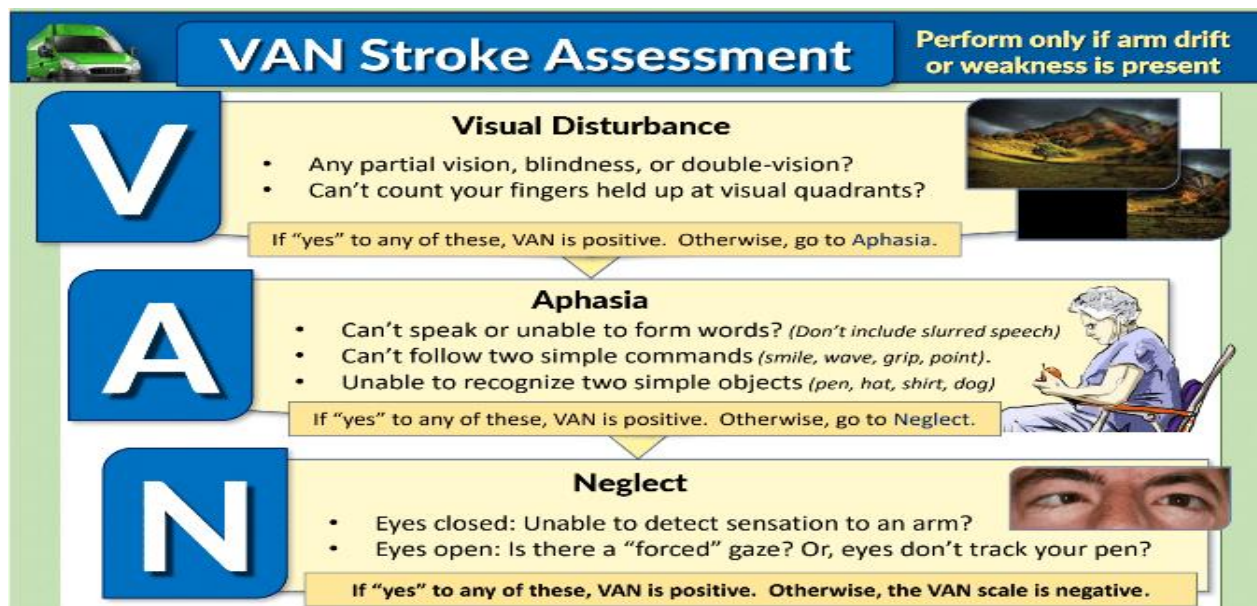 VAN Stroke Assessment
Perform only if arm drift
or weakness is present
V
Visual Disturbance
• Any partial vision, blindness, or double-vision?
• Can't count your fingers held up at visual quadrants?
If “yes” to any of these, VAN is positive. Otherwise, go to Aphasia.
A
Aphasia
• Can't speak or unable to form words? (Don't include slurred speech)
• Can't follow two simple commands (smile, wave, grip, point).
• Unable to recognize two simple objects (pen, hat, shirt, dog)
If “yes” to any of these, VAN is positive. Otherwise, go to Neglect.
N
Neglect
• Eyes closed: Unable to detect sensation to an arm?
• Eyes open: Is there a “forced” gaze? Or, eyes don't track your pen?
If “yes” to any of these, VAN is positive. Otherwise, the VAN scale is negative.